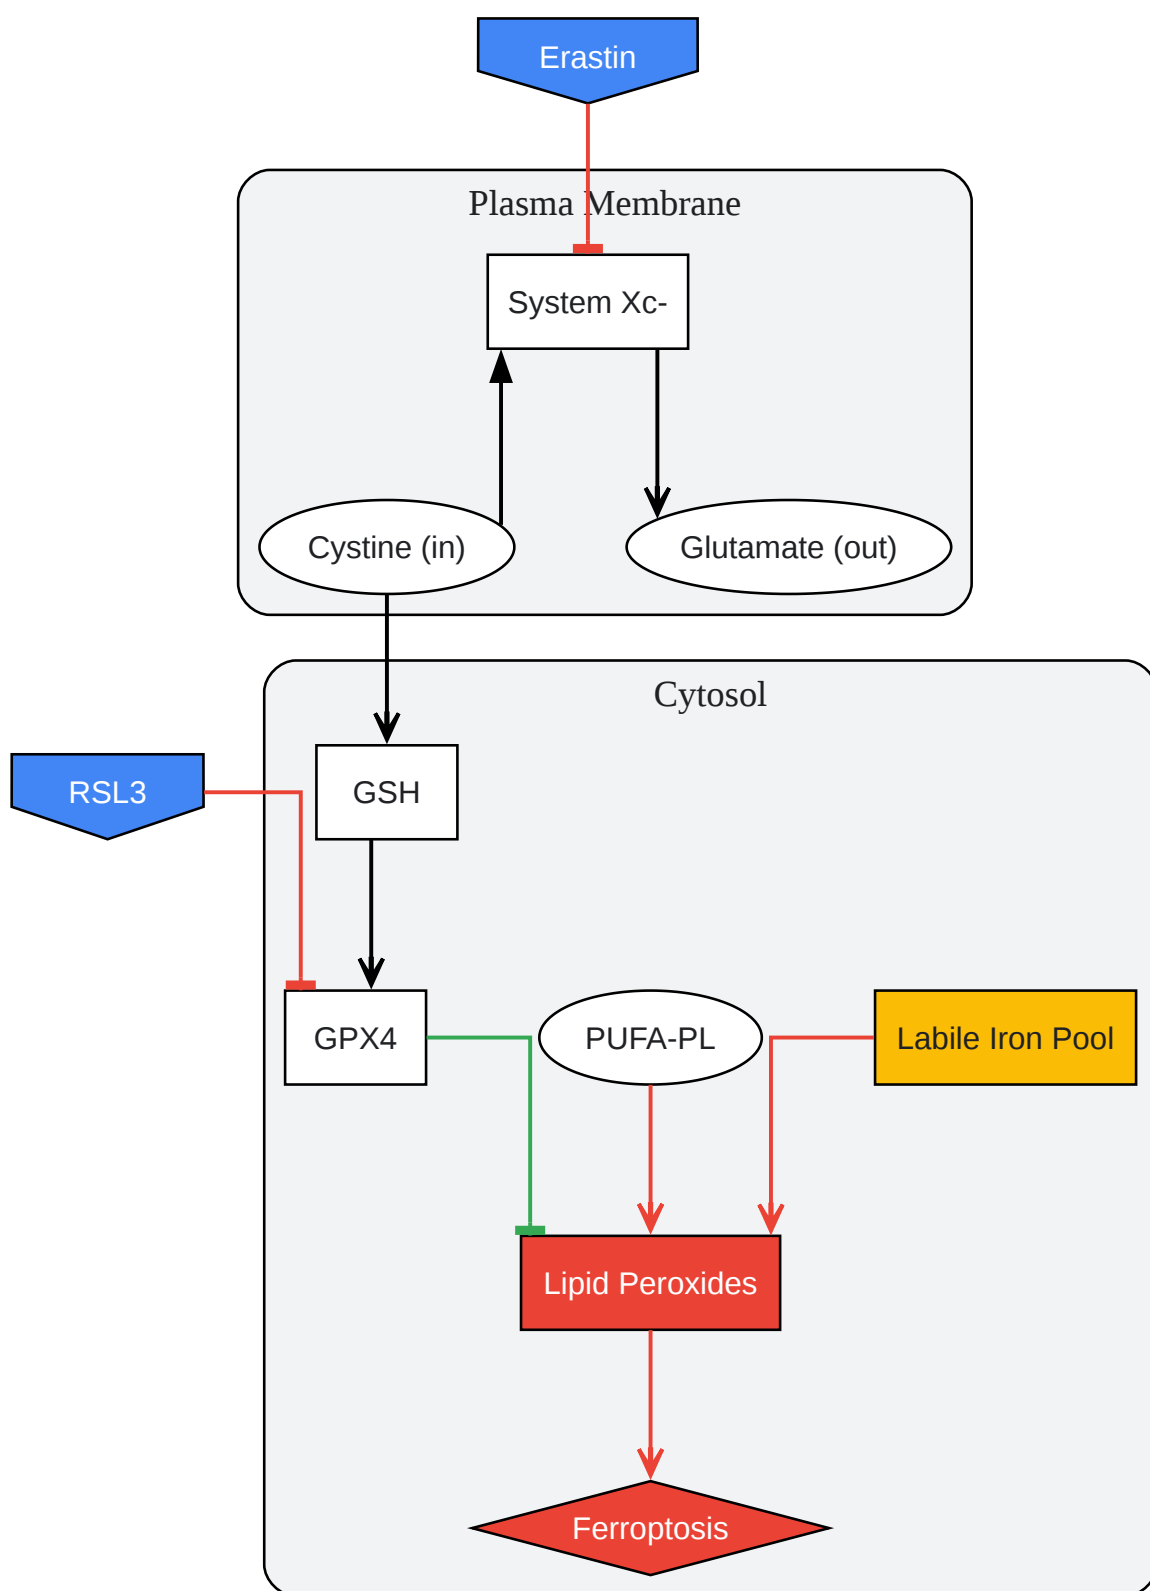 Erastin
Plasma Membrane
System Xc-
Cystine (in)
Glutamate (out)
Cytosol
RSL3
GSH
GPX4
PUFA-PL
Labile Iron Pool
Lipid Peroxides
Ferroptosis